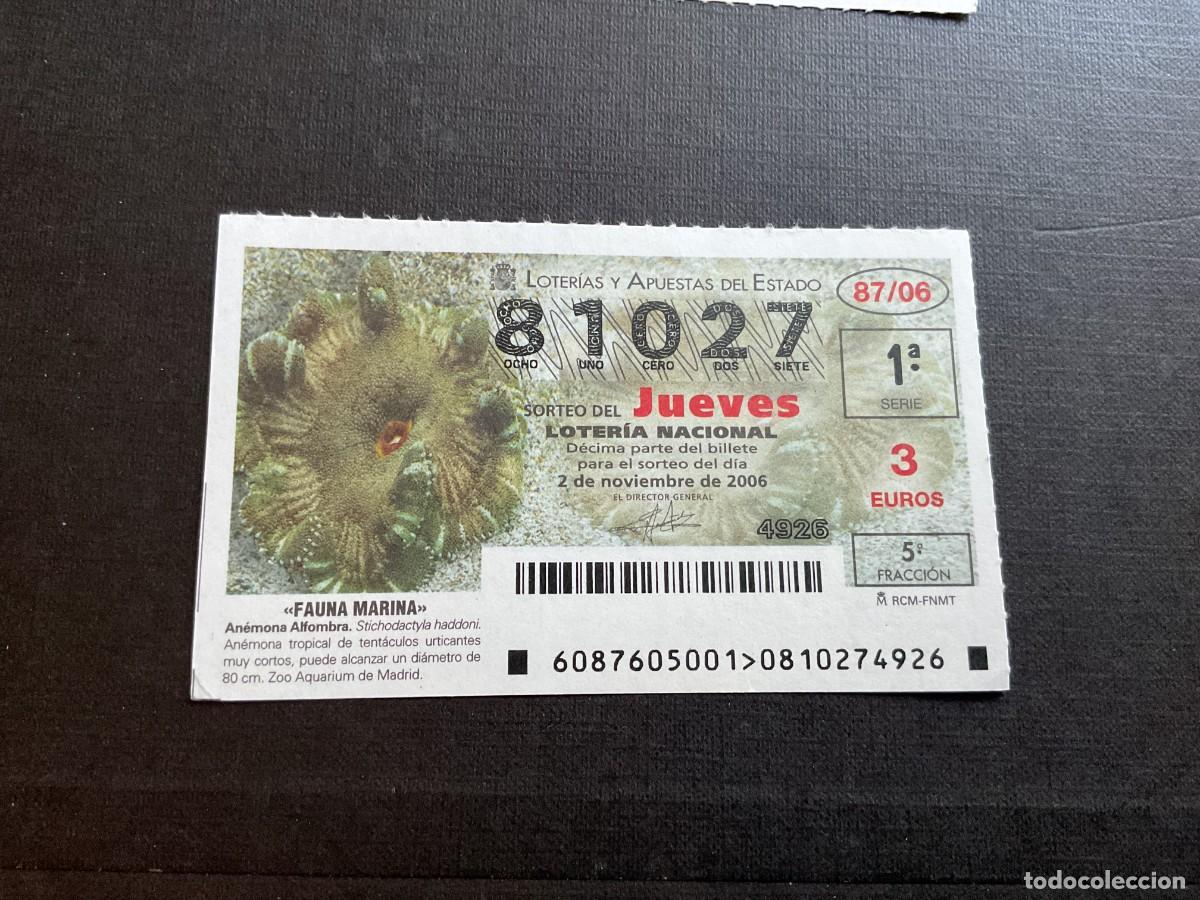 LOTERÍAS Y APUESTAS DEL ESTADO
87/06
81027
OCHO UNO CERO DOS SIETE
1.ª
SERIE
SORTEO DEL Jueves
LOTERÍA NACIONAL
Décima parte del billete
para el sorteo del día
2 de noviembre de 2006
EL DIRECTOR GENERAL
3
EUROS
4926
5ª
FRACCIÓN
RCM-FNMT
«FAUNA MARINA»
Anémona Alfombra. Stichodactyla haddoni.
Anémona tropical de tentáculos urticantes
muy cortos, puede alcanzar un diámetro de
80 cm. Zoo Aquarium de Madrid.
6087605001>0810274926
todocoleccion